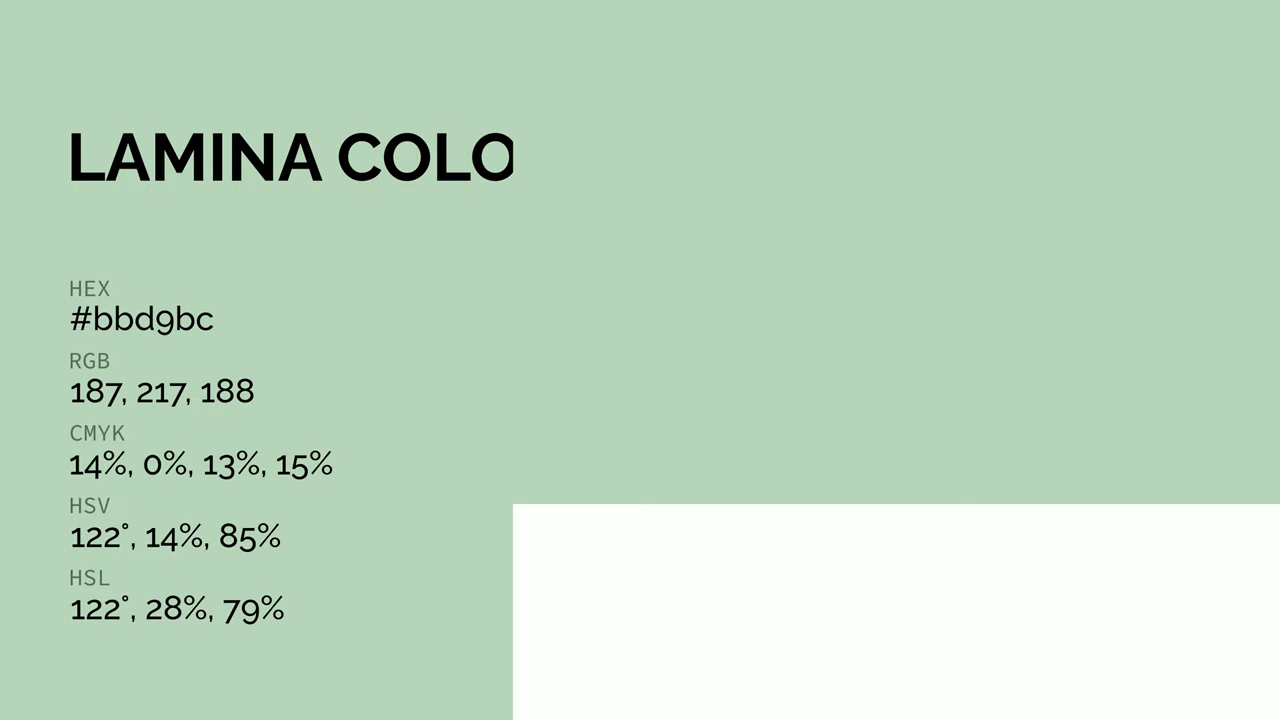 LAMINA COLO
HEX
#bbd9bc
RGB
187, 217, 188
CMYK
14%, 0%, 13%, 15%
HSV
122°, 14%, 85%
HSL
122°, 28%, 79%